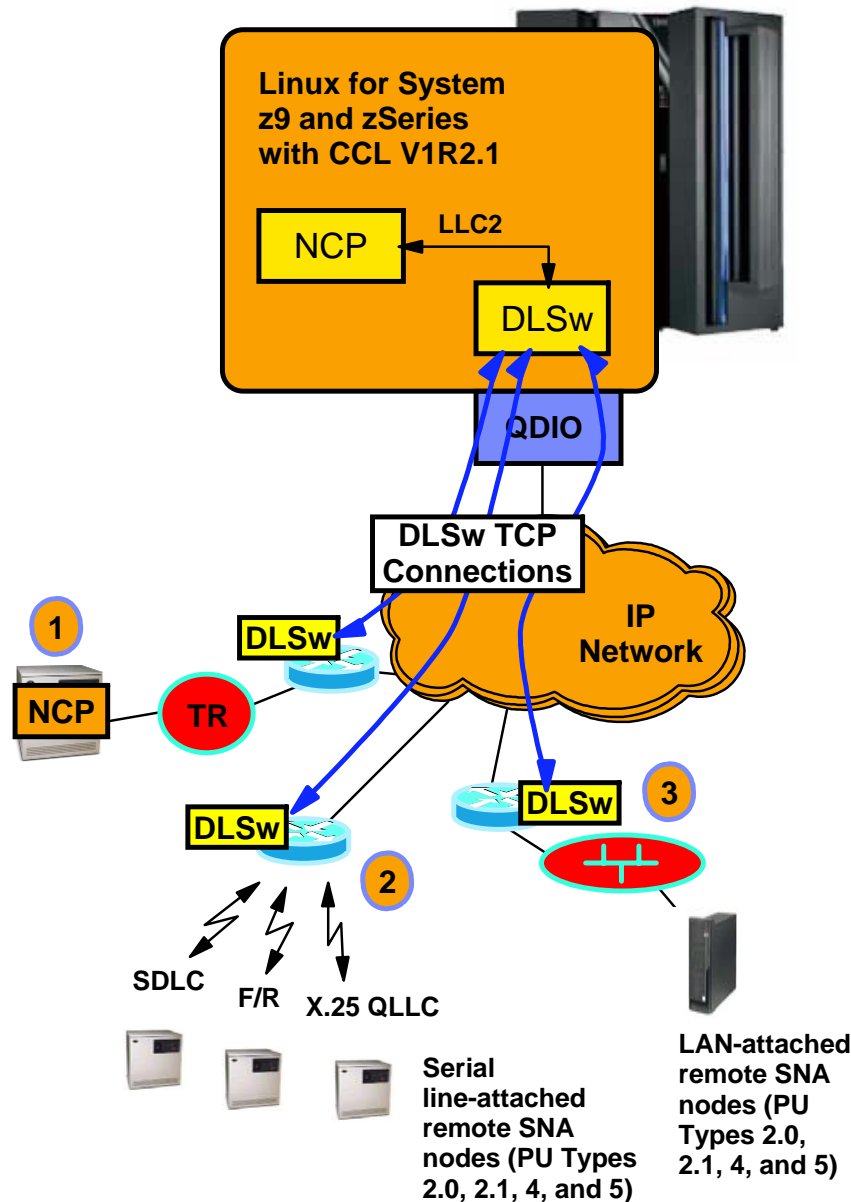 Linux for System
z9 and zSeries
with CCL V1R2.1
LLC2
NCP
DLSw
QDIO
DLSw TCP
Connections
IP
Network
1
DLSw
NCP
TR
DLSw
3
DLSw
2
SDLC
F/R
X.25 QLLC
Serial
line-attached
remote SNA
nodes (PU Types
2.0, 2.1, 4, and 5)
LAN-attached
remote SNA
nodes (PU
Types 2.0,
2.1, 4, and 5)